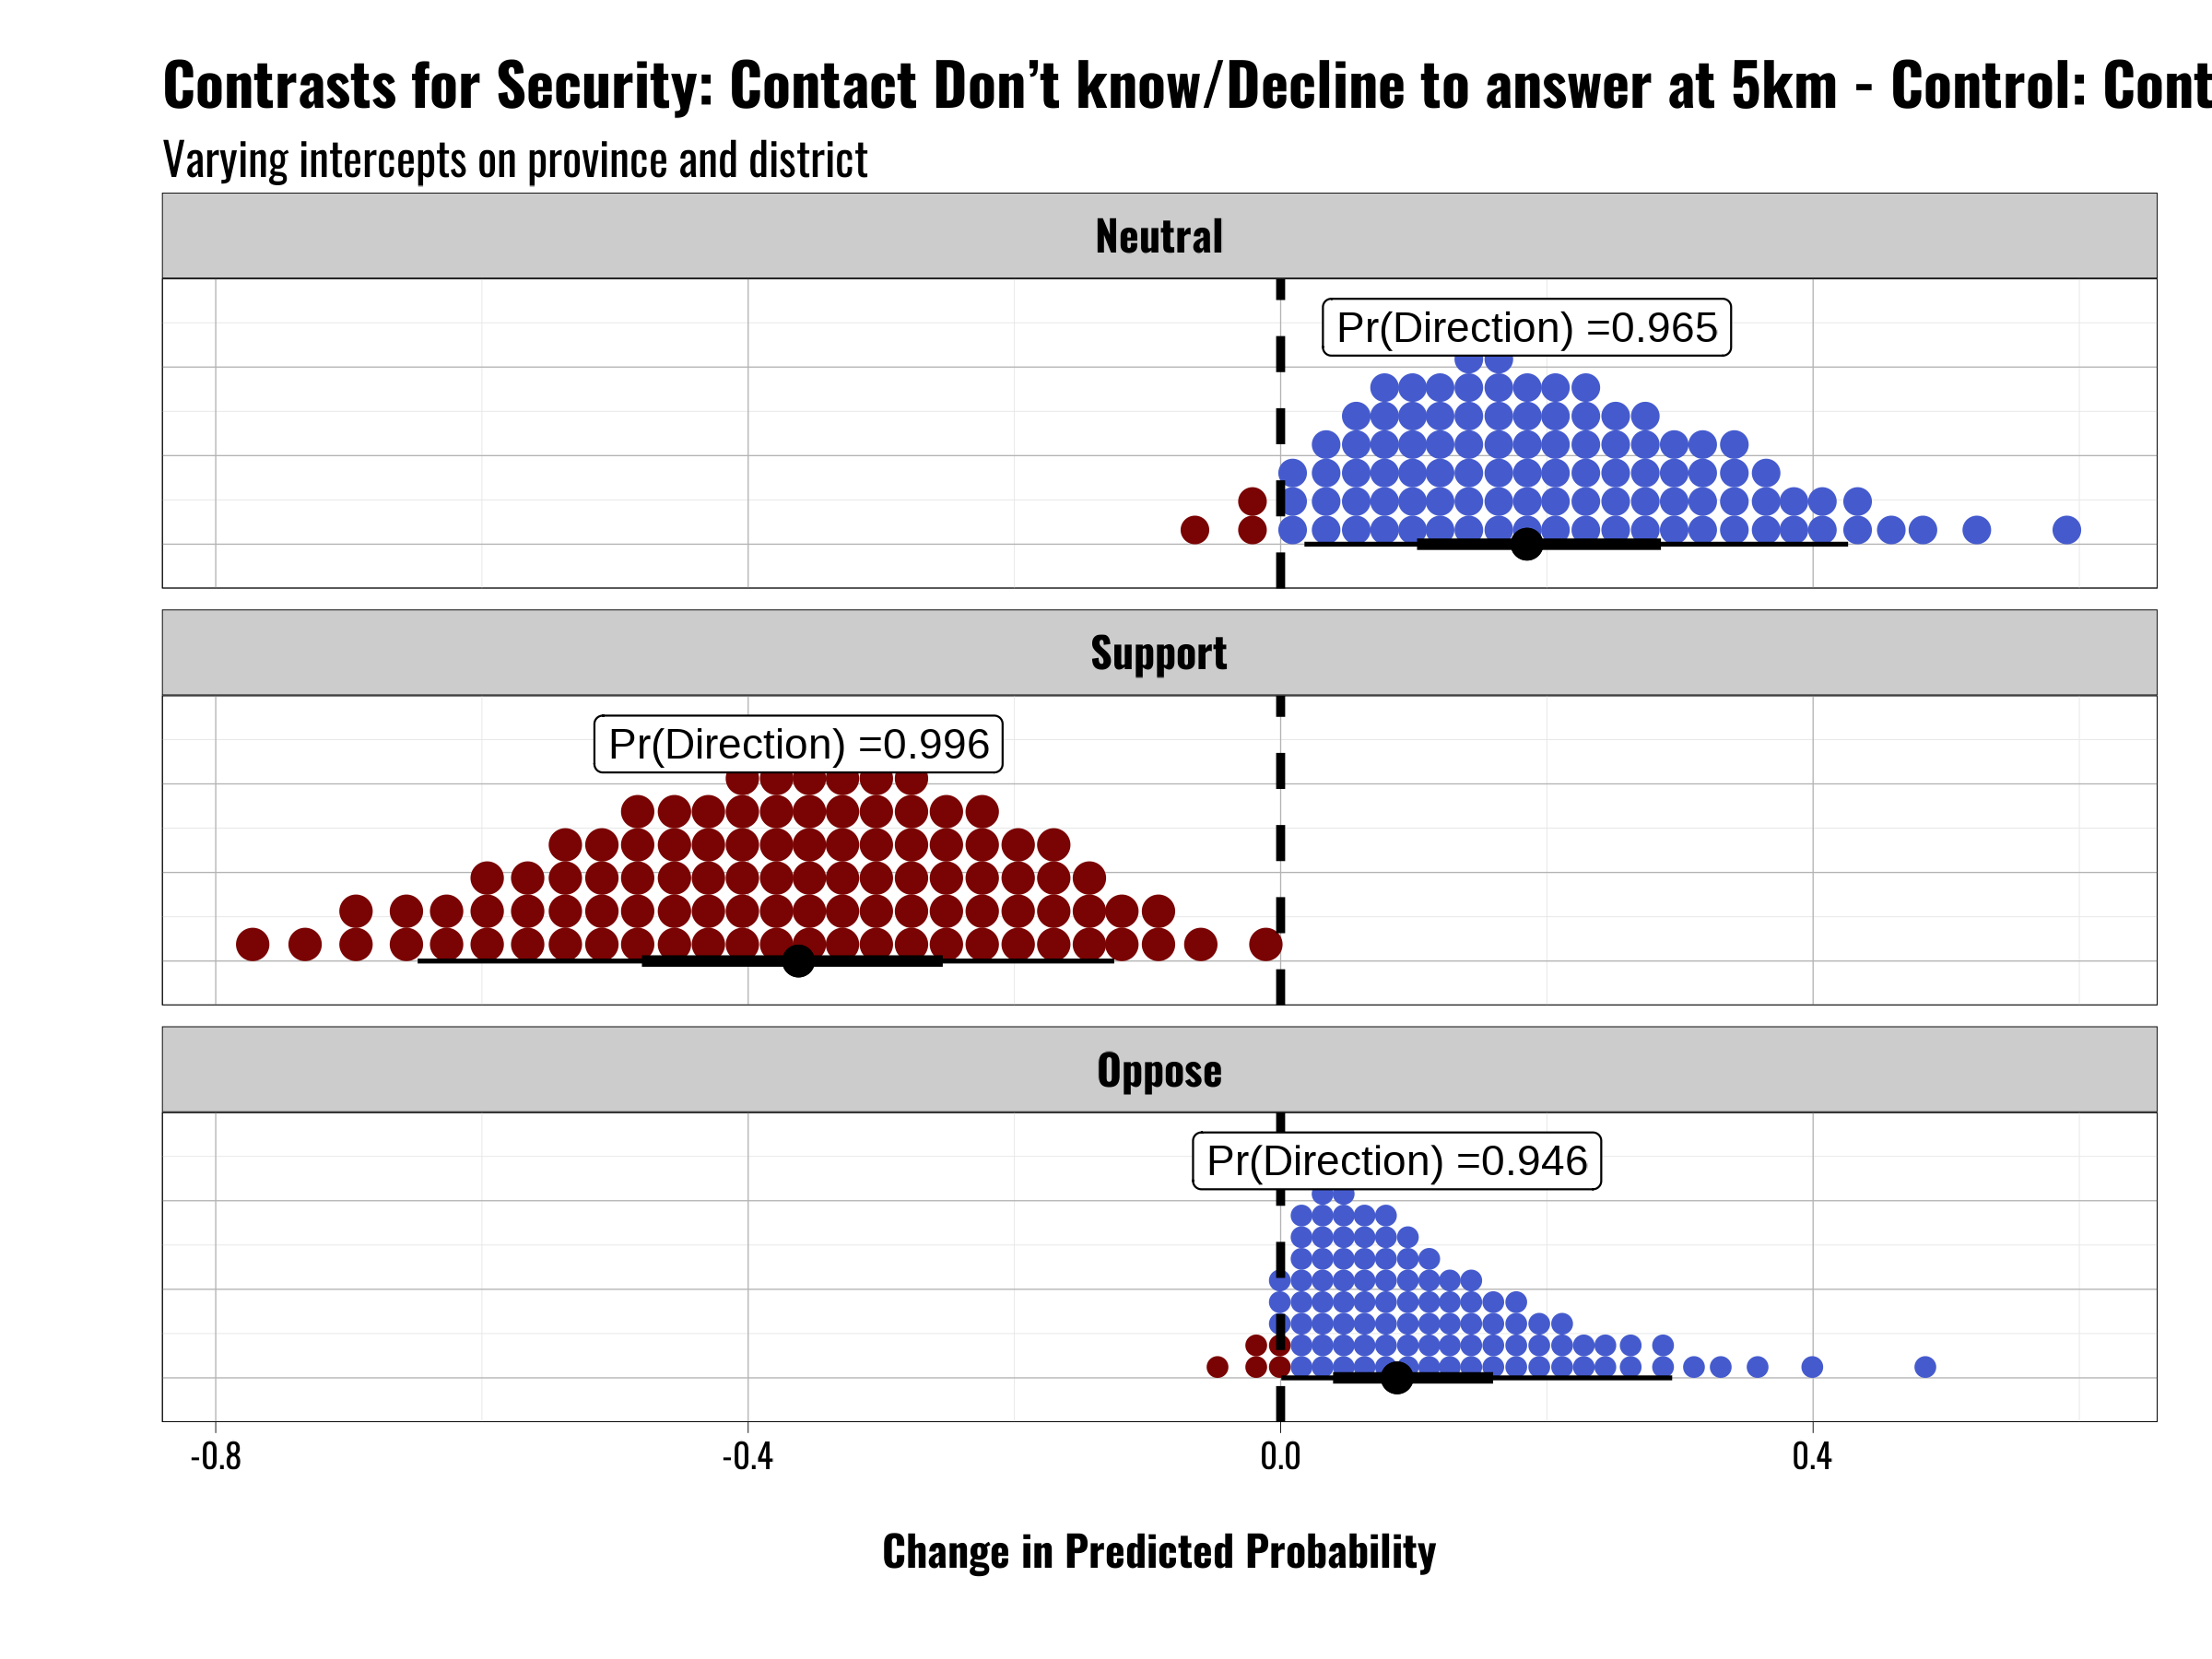 Contrasts for Security: Contact Don’t know/Decline to answer at 5km - Control: Cont
Varying intercepts on province and district
Neutral
Pr(Direction) =0.965
Support
Pr(Direction) =0.996
Oppose
Pr(Direction) =0.946
-0.8 -0.4 0.0 0.4
Change in Predicted Probability